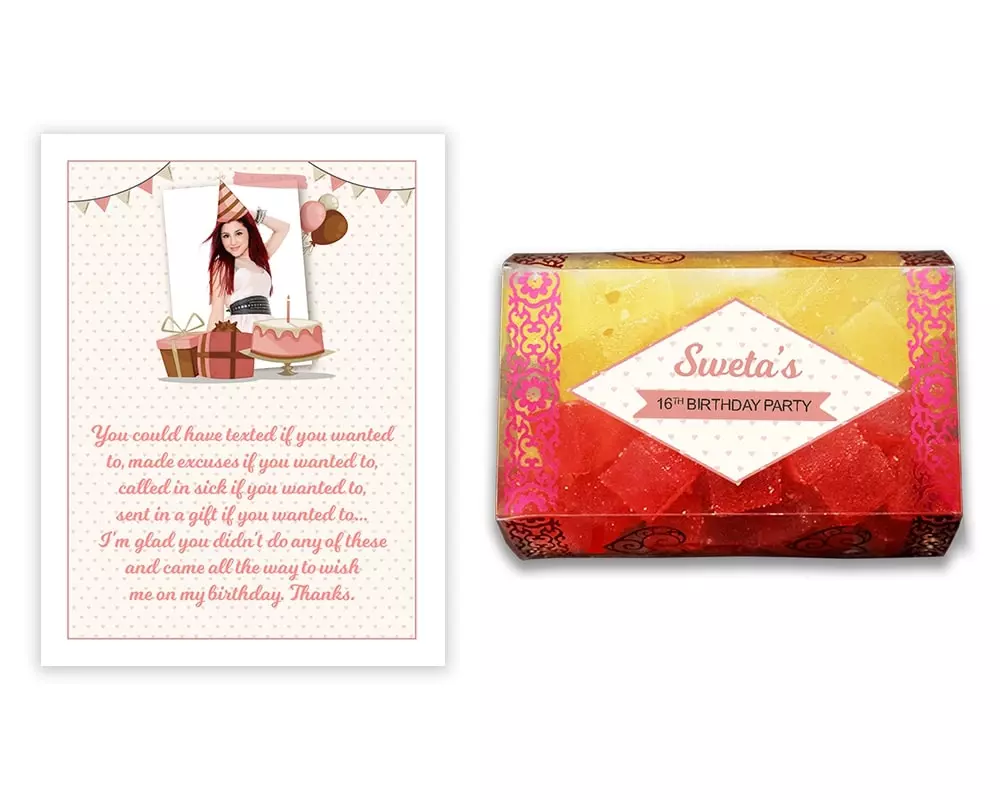 You could have texted if you wanted
to, made excuses if you wanted to,
called in sick if you wanted to,
sent in a gift if you wanted to...
I'm glad you didn't do any of these
and came all the way to wish
me on my birthday. Thanks.
Sweta's
16TH BIRTHDAY PARTY